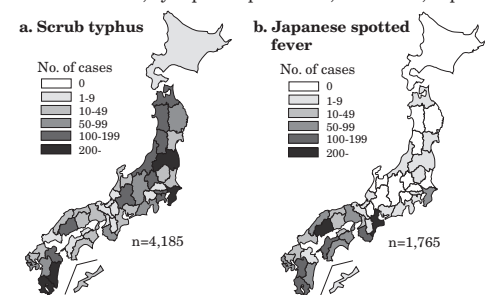 a. Scrub typhus
No. of cases
0
1-9
10-49
50-99
100-199
200-
n=4,185
b. Japanese spotted
fever
No. of cases
0
1-9
10-49
50-99
100-199
200-
n=1,765